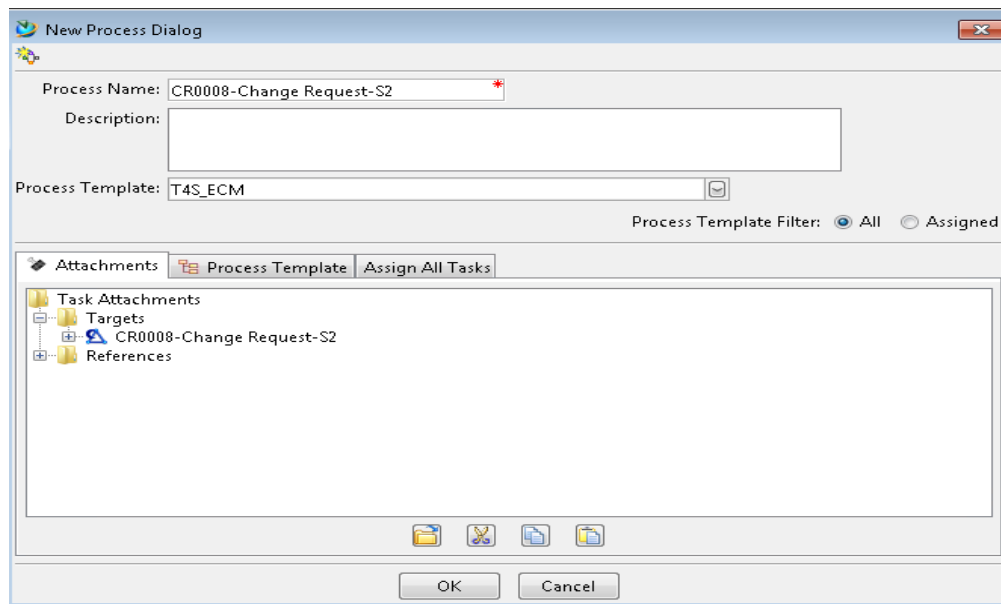 New Process Dialog
Process Name: CR0008-Change Request-S2 *
Description:
Process Template: T4S_ECM
Process Template Filter: All Assigned
Attachments Process Template Assign All Tasks
Task Attachments
Targets
CR0008-Change Request-S2
References
OK Cancel